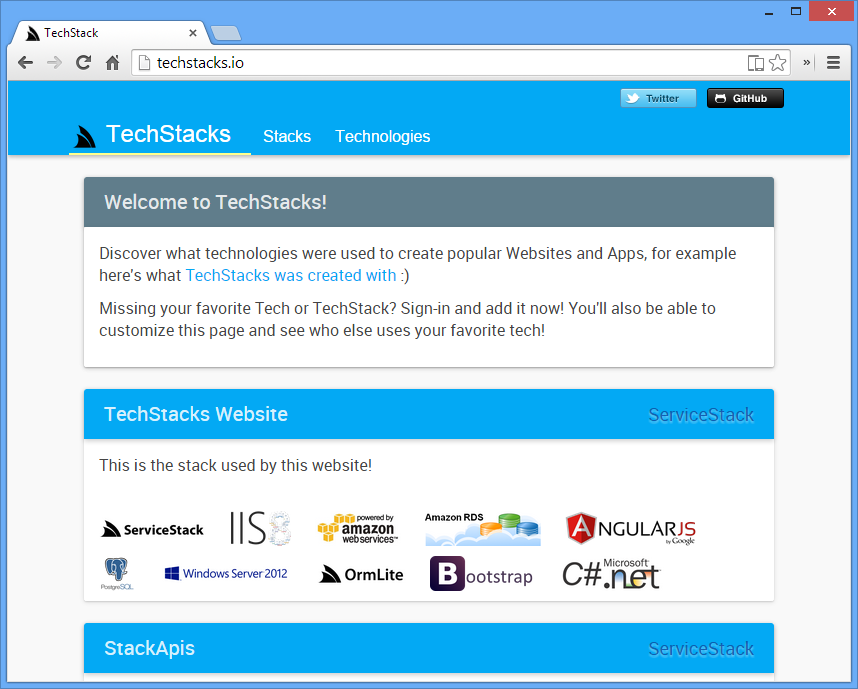 TechStack
techstacks.io
Twitter
GitHub
TechStacks
Stacks
Technologies
Welcome to TechStacks!
Discover what technologies were used to create popular Websites and Apps, for example
here's what TechStacks was created with :)
Missing your favorite Tech or TechStack? Sign-in and add it now! You'll also be able to
customize this page and see who else uses your favorite tech!
TechStacks Website
ServiceStack
This is the stack used by this website!
ServiceStack
IIS8
powered by
amazon
web services™
Amazon RDS
ANGULARJS
by Google
PostgreSQL
Windows Server 2012
OrmLite
Bootstrap
Microsoft
C#.net
StackApis
ServiceStack